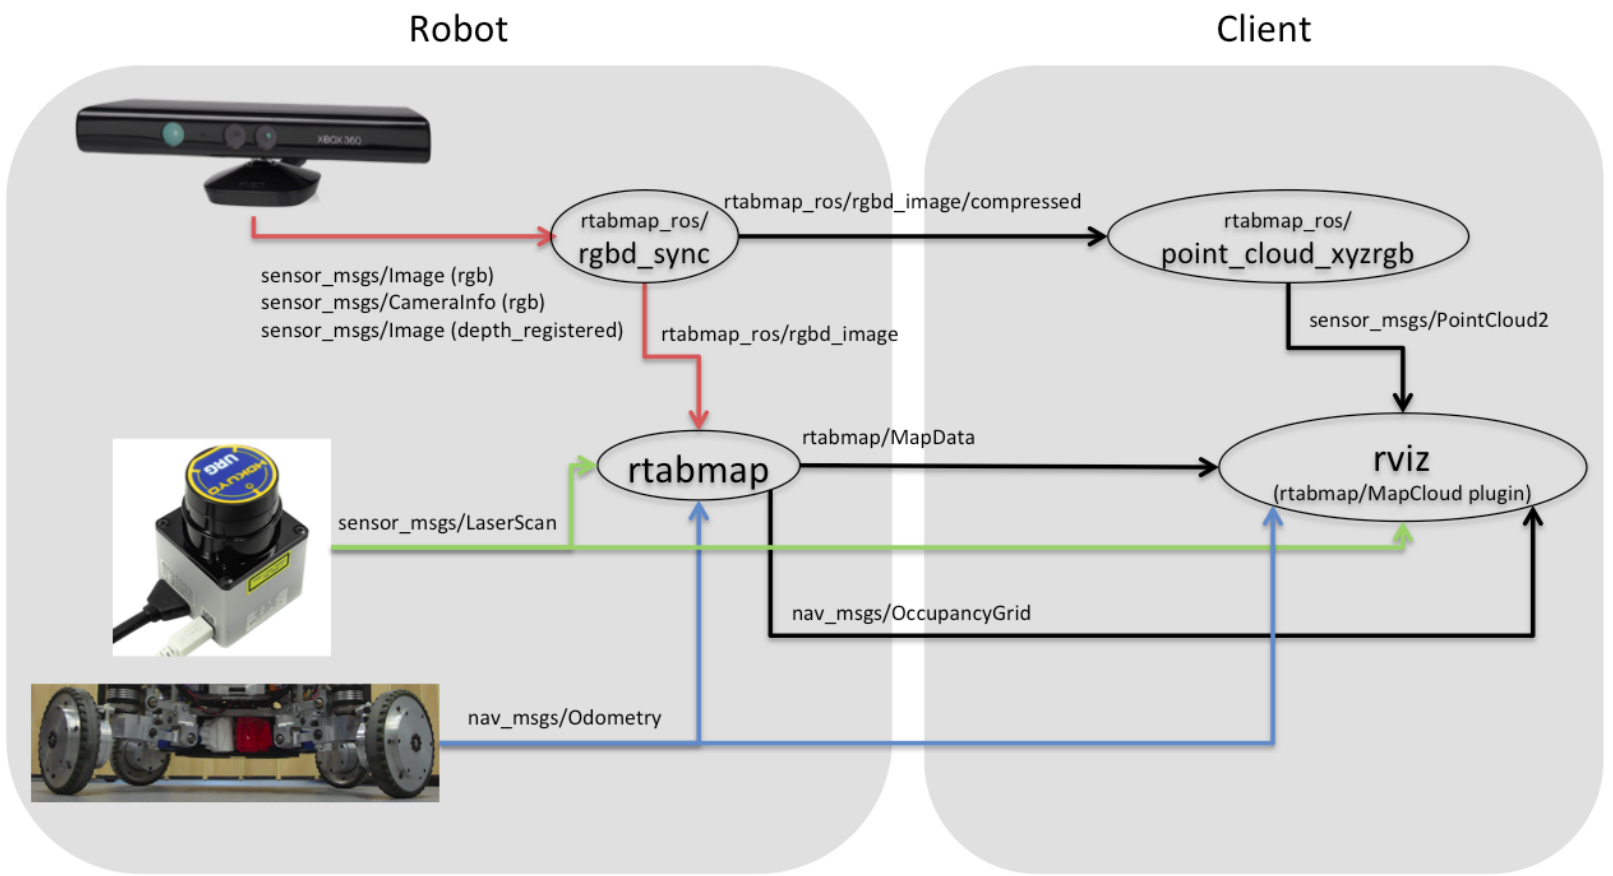 Robot
Client
XBOX 360
rtabmap_ros/
rgbd_sync
rtabmap_ros/rgbd_image/compressed
rtabmap_ros/
point_cloud_xyzrgb
sensor_msgs/Image (rgb)
sensor_msgs/CameraInfo (rgb)
sensor_msgs/Image (depth_registered)
rtabmap_ros/rgbd_image
sensor_msgs/PointCloud2
rtabmap
rtabmap/MapData
rviz
(rtabmap/MapCloud plugin)
HOKUYO
URG
sensor_msgs/LaserScan
nav_msgs/OccupancyGrid
nav_msgs/Odometry